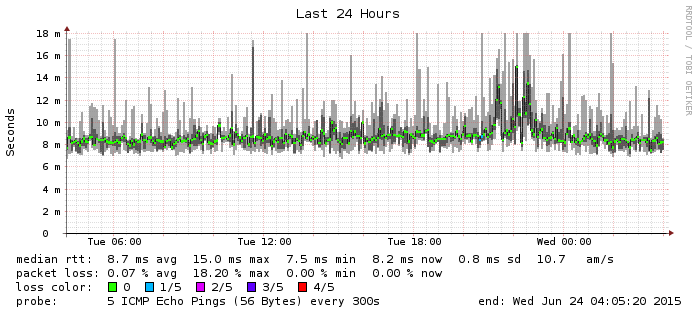 Last 24 Hours
RRDTOOL / TOBI OETIKER
Seconds
18 m
16 m
14 m
12 m
10 m
8 m
6 m
4 m
2 m
0
Tue 06:00 Tue 12:00 Tue 18:00 Wed 00:00
median rtt: 8.7 ms avg 15.0 ms max 7.5 ms min 8.2 ms now 0.8 ms sd 10.7 am/s
packet loss: 0.07 % avg 18.20 % max 0.00 % min 0.00 % now
loss color: 0 1/5 2/5 3/5 4/5
probe: 5 ICMP Echo Pings (56 Bytes) every 300s end: Wed Jun 24 04:05:20 2015